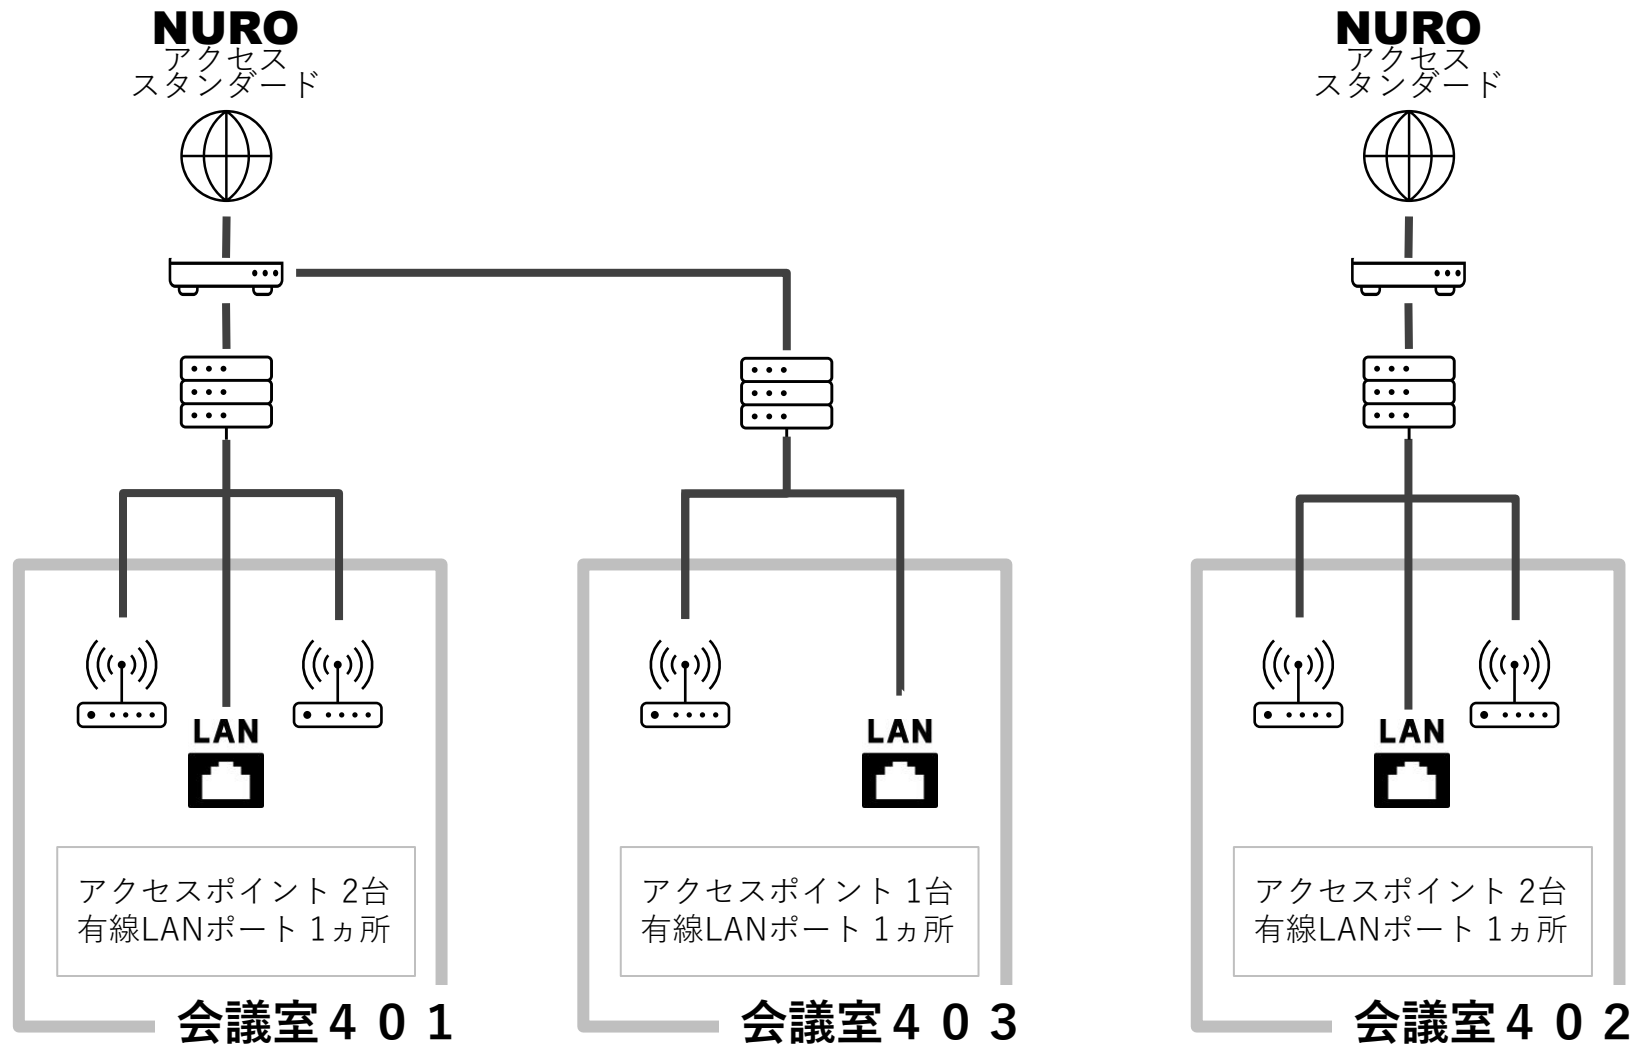 NURO
アクセス
スタンダード
NURO
アクセス
スタンダード
LAN
LAN
LAN
アクセスポイント 2台
有線LANポート 1ヵ所
アクセスポイント 1台
有線LANポート 1ヵ所
アクセスポイント 2台
有線LANポート 1ヵ所
会議室４０１
会議室４０３
会議室４０２